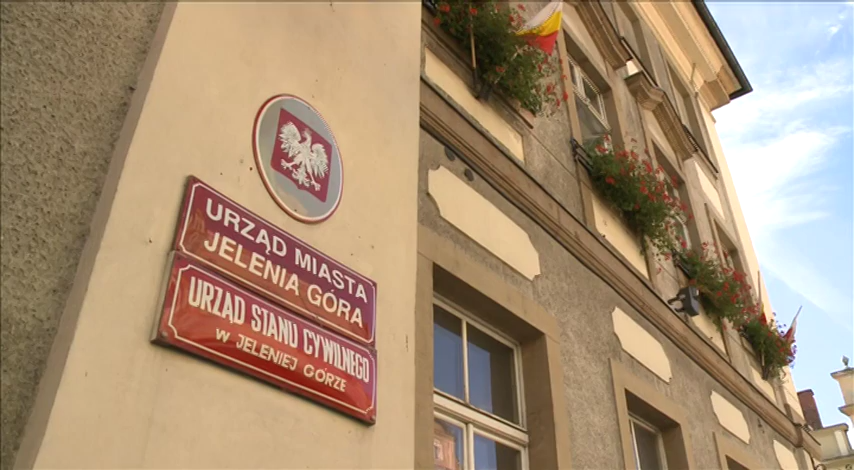 URZĄD MIASTA
JELENIA GÓRA
URZĄD STANU CYWILNEGO
W JELENIEJ GÓRZE